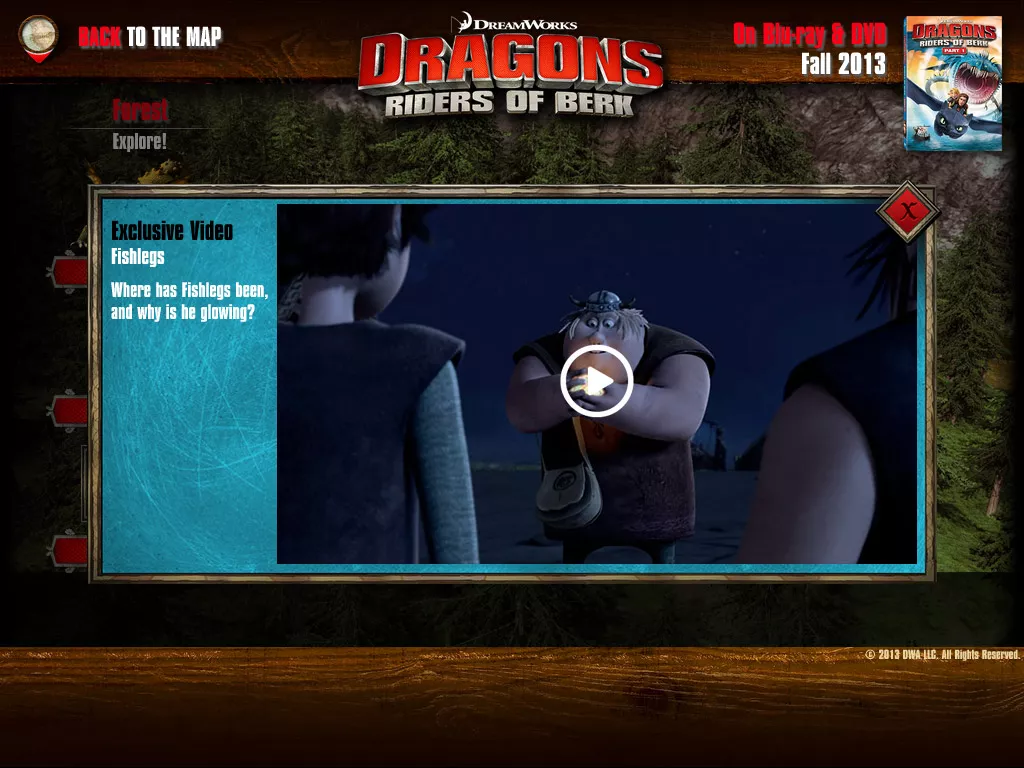 BACK TO THE MAP
DREAMWORKS
DRAGONS
RIDERS OF BERK
On Blu-ray & DVD
Fall 2013
DRAGONS
RIDERS OF BERK
PART 1
Forest
Explore!
X
Exclusive Video
Fishlegs
Where has Fishlegs been,
and why is he glowing?
© 2013 DWA LLC. All Rights Reserved.